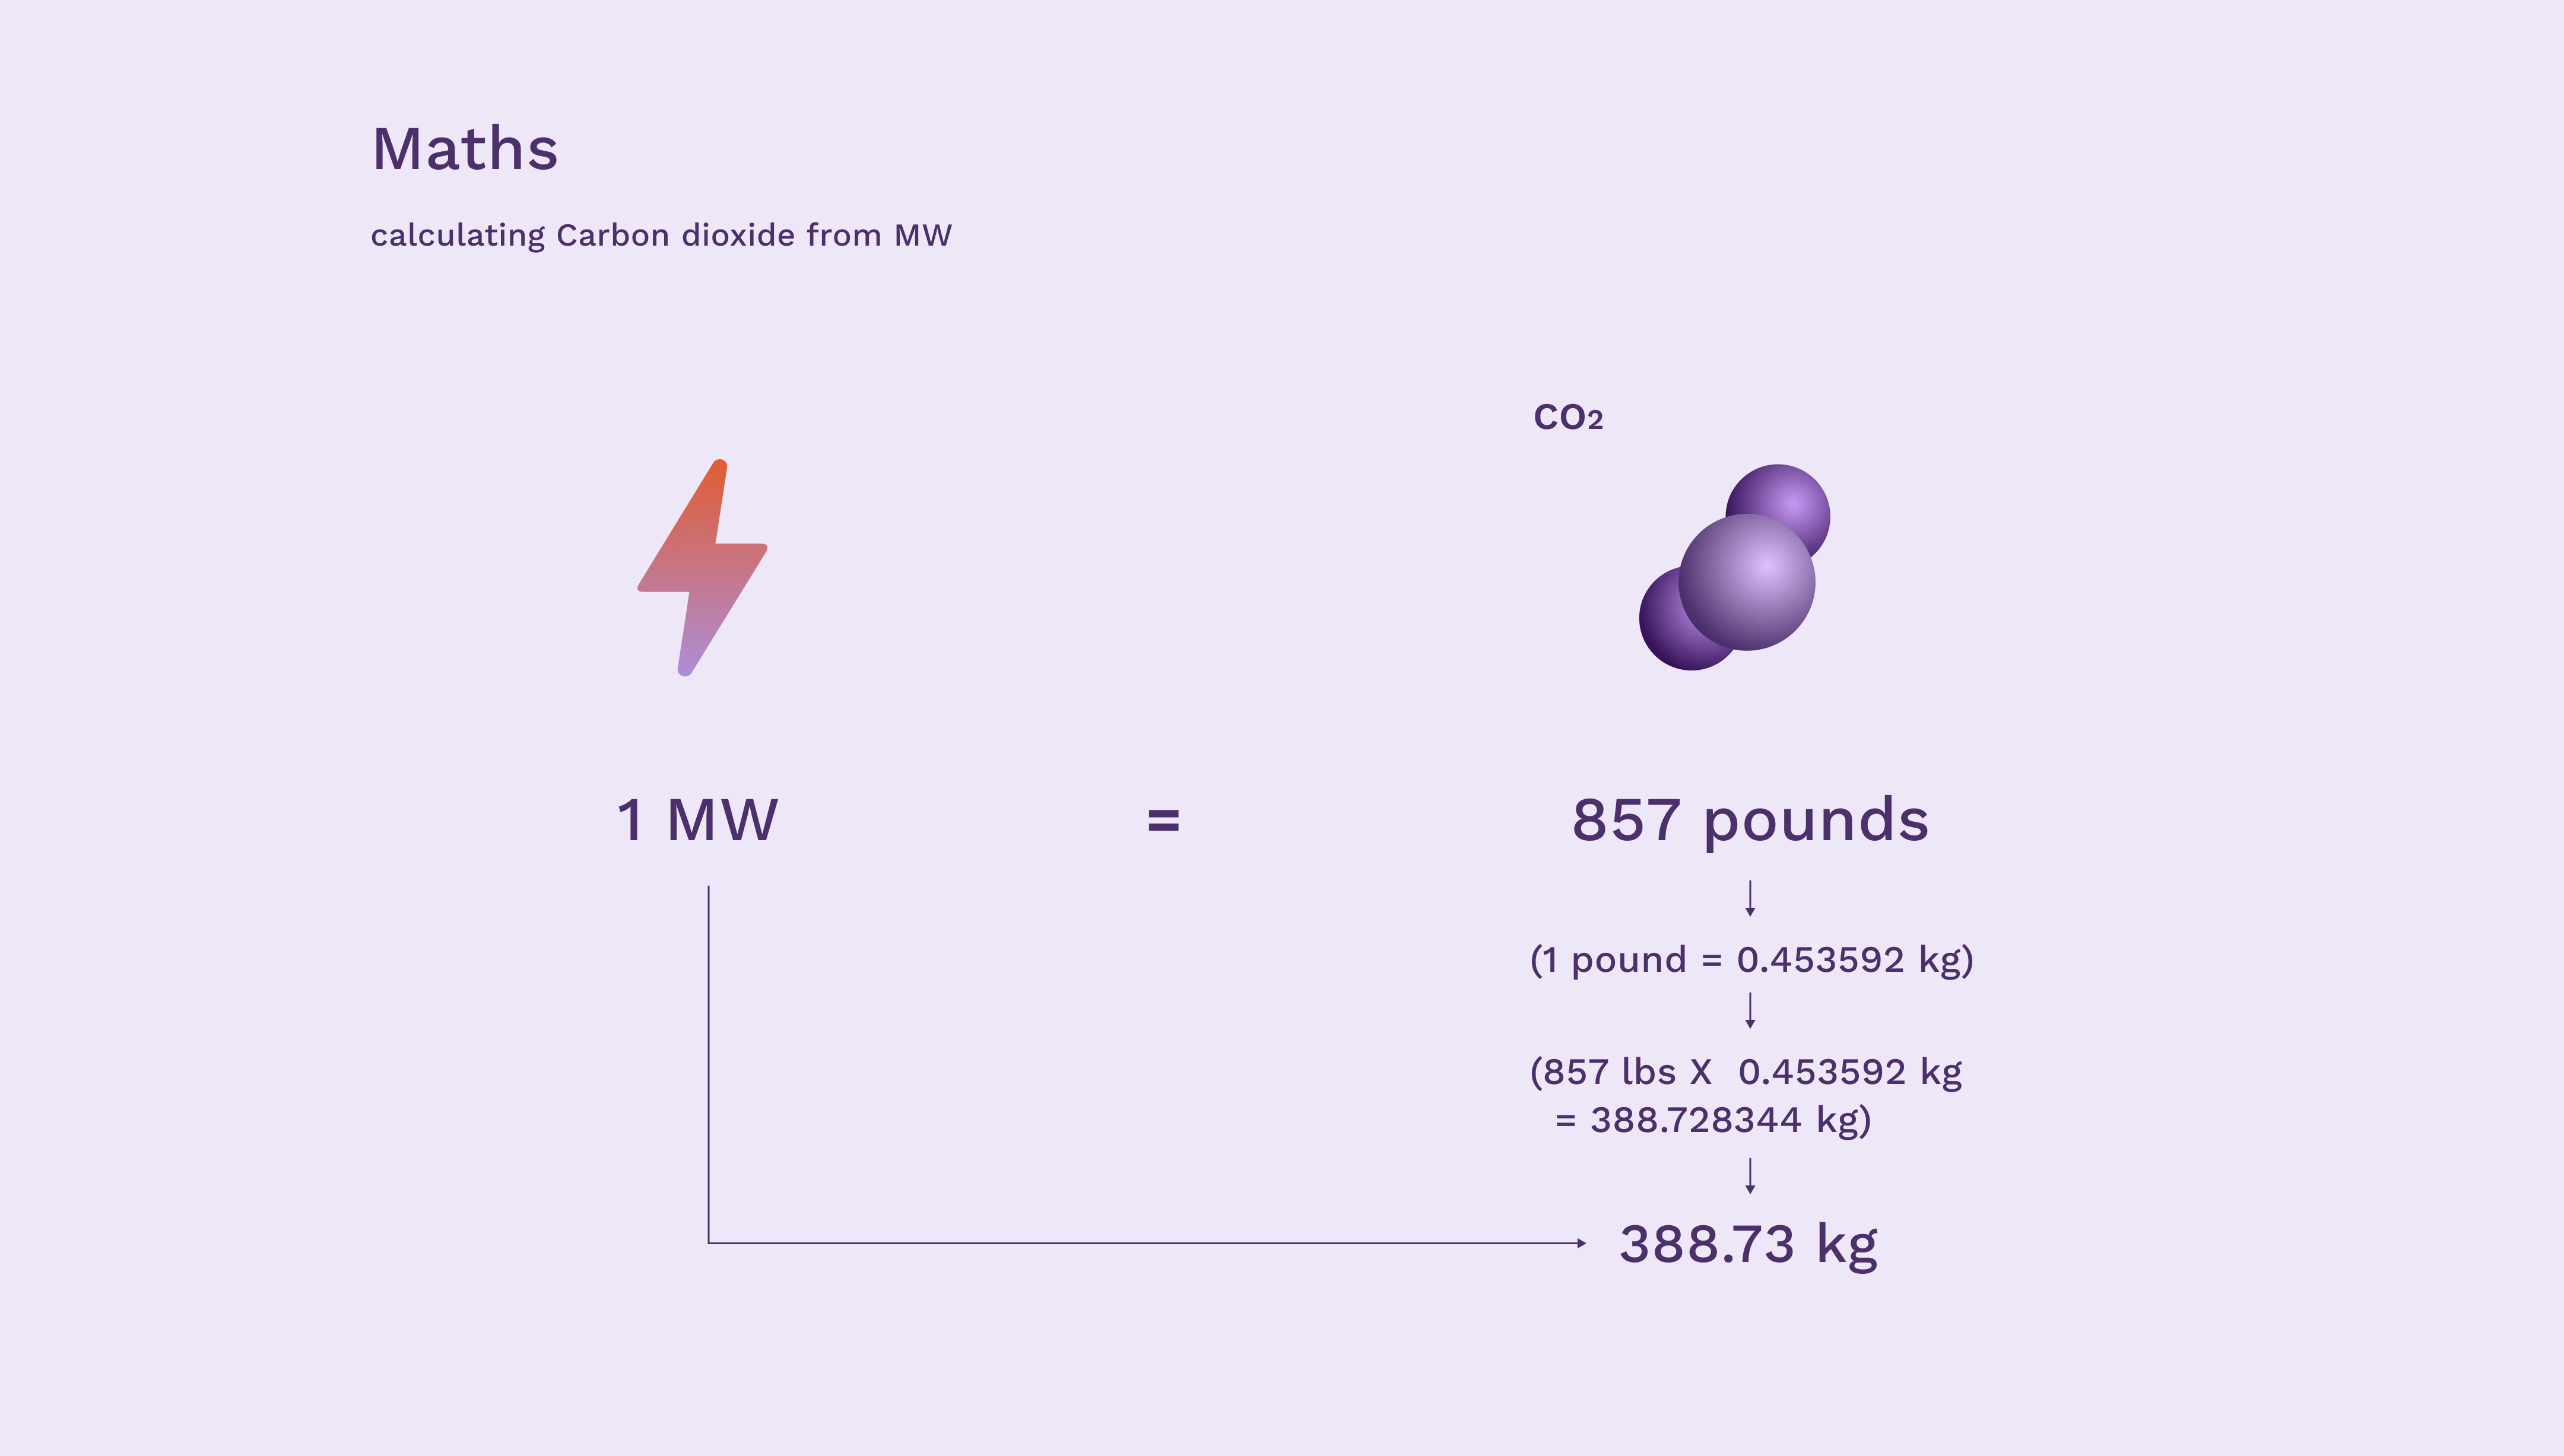 Maths
calculating Carbon dioxide from MW
CO₂
1 MW = 857 pounds
(1 pound = 0.453592 kg)
(857 lbs X 0.453592 kg
= 388.728344 kg)
388.73 kg